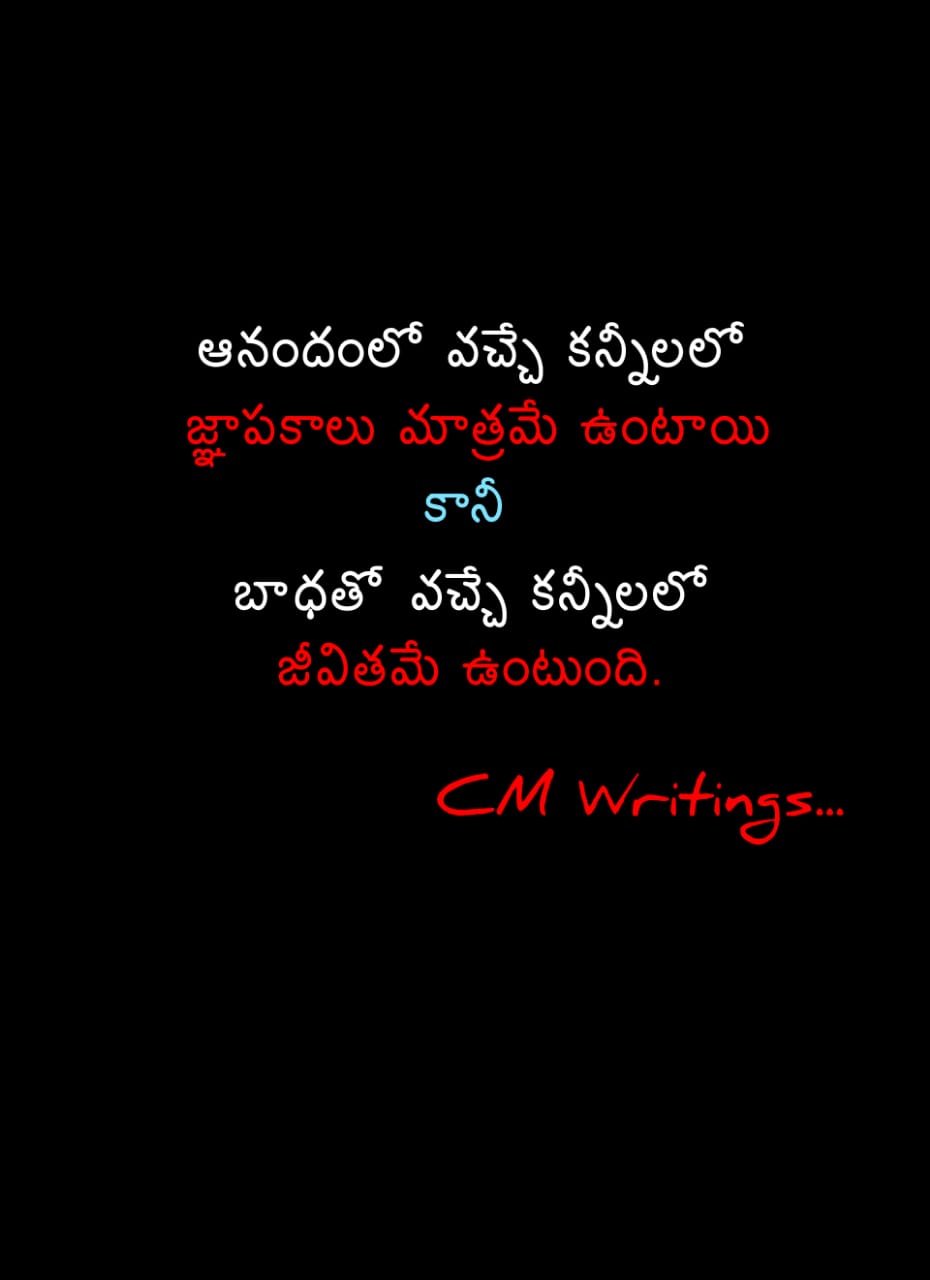 ఆనందంలో వచ్చే కన్నీలలో
జ్ఞాపకాలు మాత్రమే ఉంటాయి
కానీ
బాధతో వచ్చే కన్నీలలో
జీవితమే ఉంటుంది.
CM Writings...